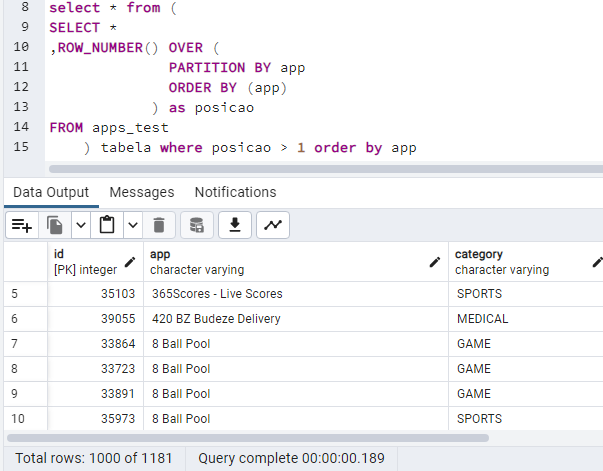 8 select * from (
9 SELECT *
10 ,ROW_NUMBER() OVER (
11 PARTITION BY app
12 ORDER BY (app)
13 ) as posicao
14 FROM apps_test
15 ) tabela where posicao > 1 order by app
Data Output Messages Notifications
id app category
[PK] integer character varying character varying
5 35103 365Scores - Live Scores SPORTS
6 39055 420 BZ Budeze Delivery MEDICAL
7 33864 8 Ball Pool GAME
8 33723 8 Ball Pool GAME
9 33891 8 Ball Pool GAME
10 35973 8 Ball Pool SPORTS
Total rows: 1000 of 1181 Query complete 00:00:00.189